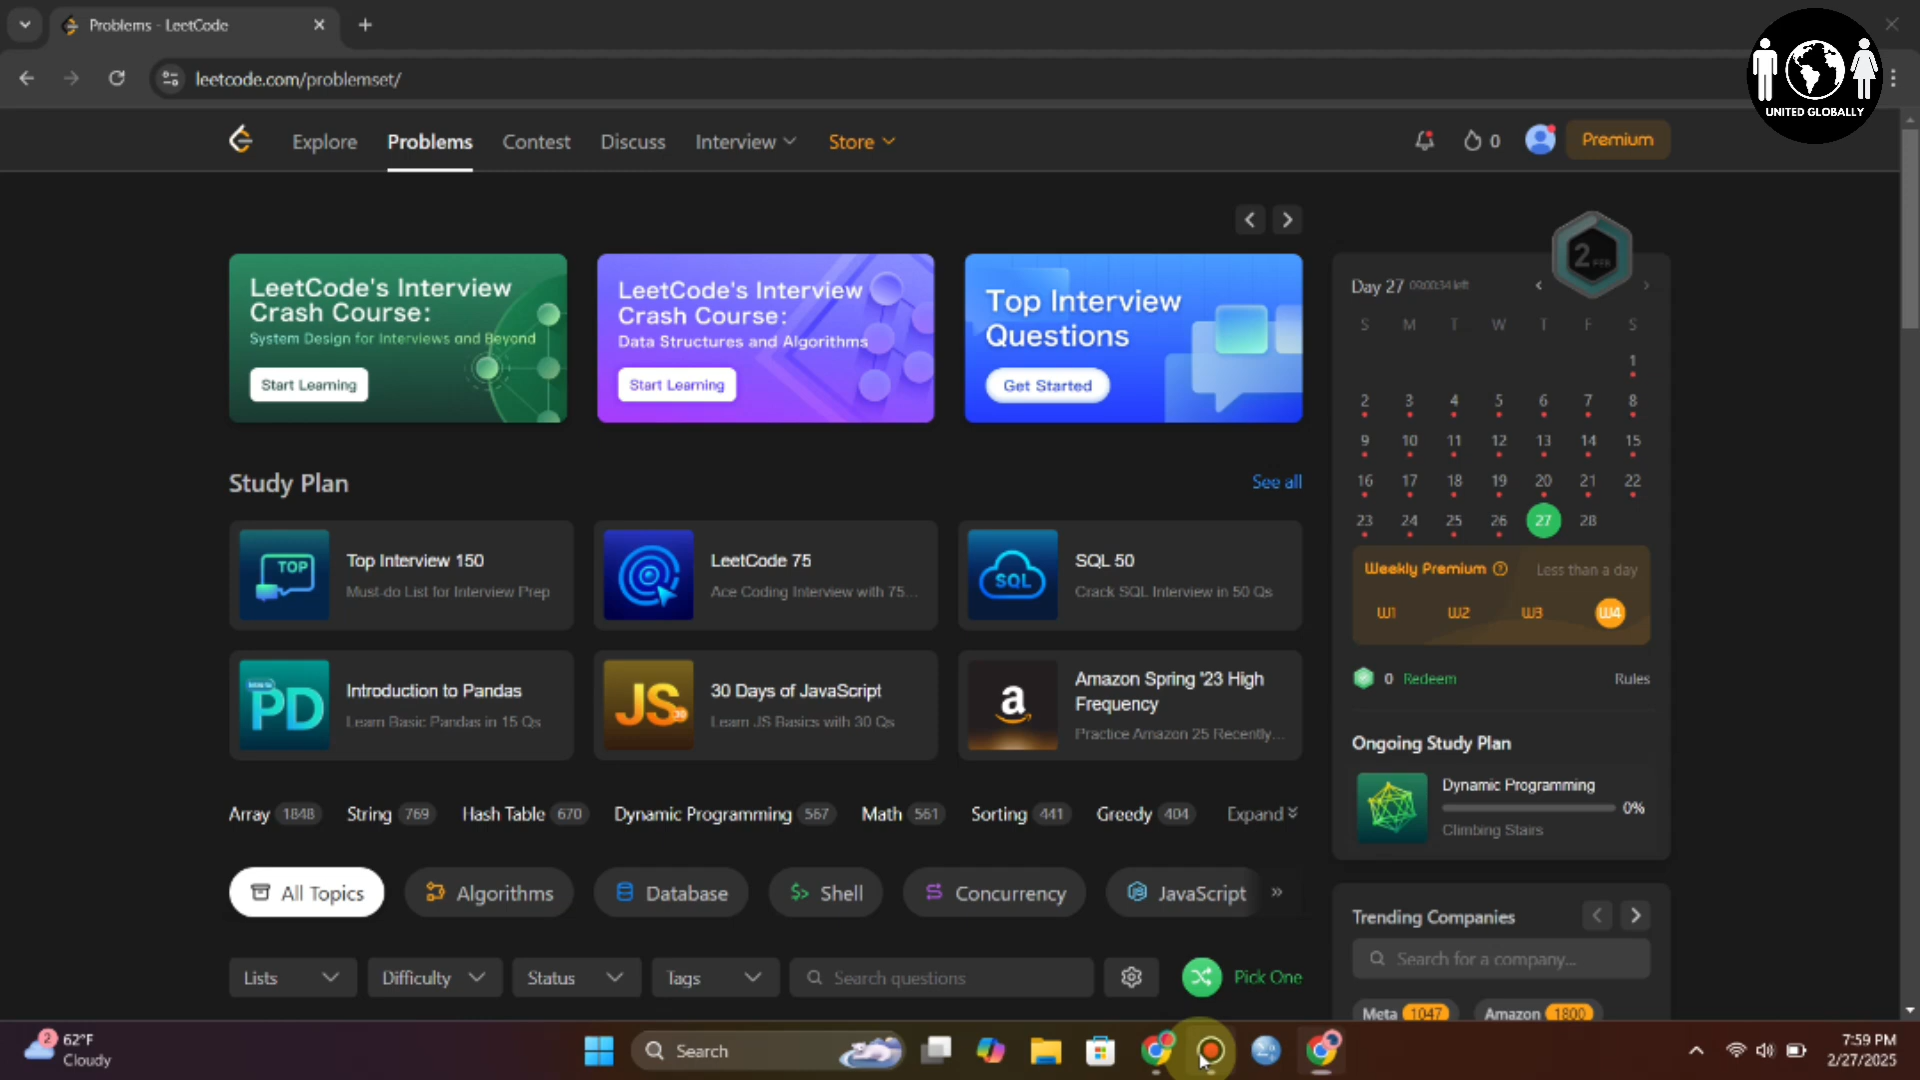 Problems - LeetCode
leetcode.com/problemset/
UNITED GLOBALLY
Explore Problems Contest Discuss Interview Store 0 Premium
LeetCode's Interview
Crash Course:
System Design for Interviews and Beyond
Start Learning
LeetCode's Interview
Crash Course:
Data Structures and Algorithms
Start Learning
Top Interview
Questions
Get Started
Day 27 09:00:34 left
2 FEB
S M T W T F S
1
2 3 4 5 6 7 8
9 10 11 12 13 14 15
16 17 18 19 20 21 22
23 24 25 26 27 28
Weekly Premium Less than a day
W1 W2 W3 W4
0 Redeem Rules
Study Plan See all
TOP
Top Interview 150
Must-do List for Interview Prep
LeetCode 75
Ace Coding Interview with 75...
SQL
SQL 50
Crack SQL Interview in 50 Qs
PD
Introduction to Pandas
Learn Basic Pandas in 15 Qs
JS 30
30 Days of JavaScript
Learn JS Basics with 30 Qs
a
Amazon Spring '23 High
Frequency
Practice Amazon 25 Recently...
Ongoing Study Plan
Dynamic Programming
0%
Climbing Stairs
Array 1848 String 769 Hash Table 670 Dynamic Programming 567 Math 561 Sorting 441 Greedy 404 Expand
All Topics Algorithms Database Shell Concurrency JavaScript
Trending Companies
Search for a company...
Meta 1047 Amazon 1800
Lists Difficulty Status Tags Search questions Pick One
2
62°F
Cloudy
Search
7:59 PM
2/27/2025